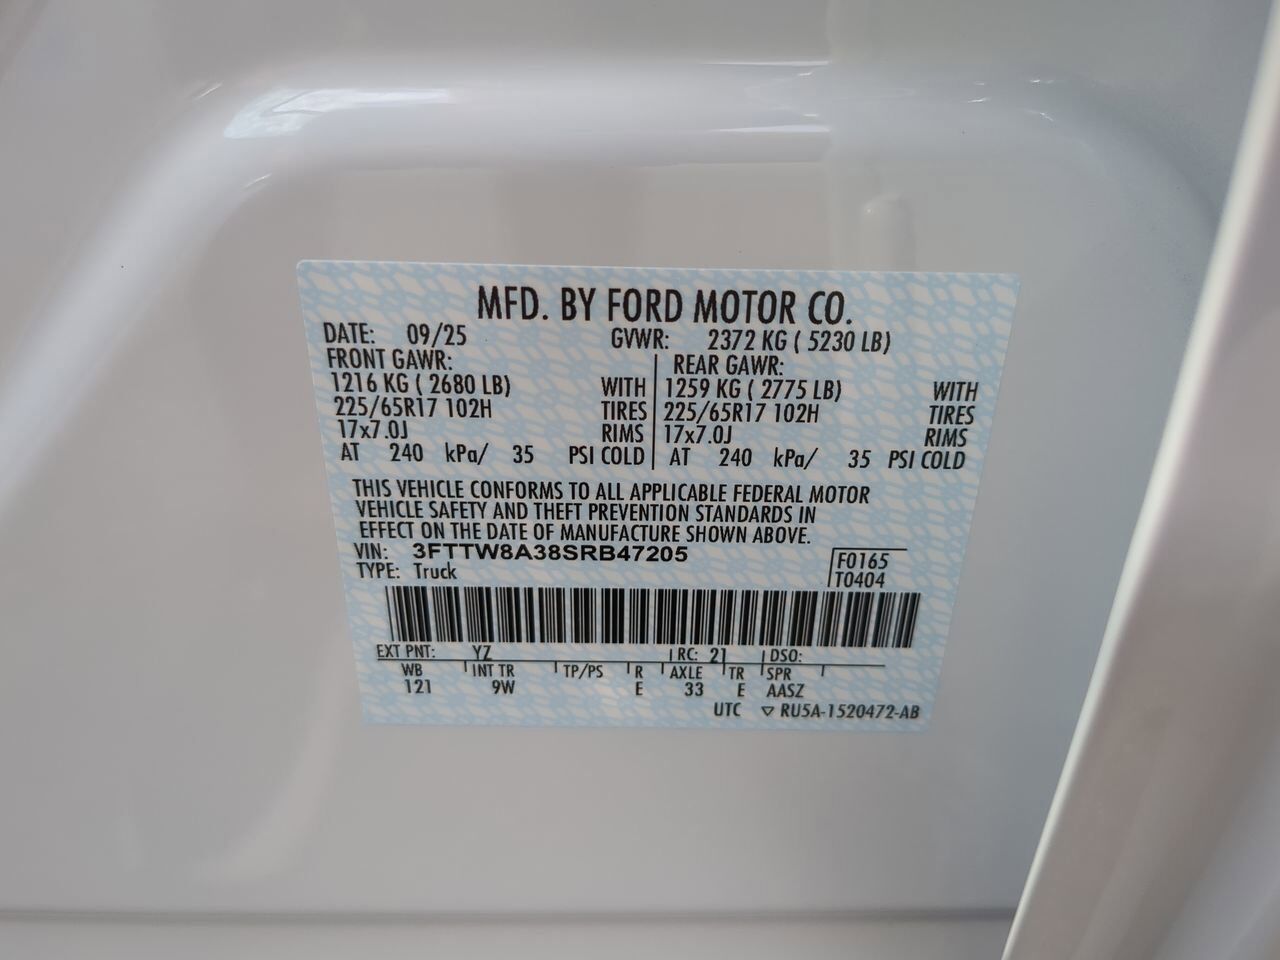 MFD. BY FORD MOTOR CO.
DATE: 09/25 GVWR: 2372 KG ( 5230 LB)
FRONT GAWR: REAR GAWR:
1216 KG ( 2680 LB) WITH 1259 KG ( 2775 LB) WITH
225/65R17 102H TIRES 225/65R17 102H TIRES
17x7.0J RIMS 17x7.0J RIMS
AT 240 kPa/ 35 PSI COLD AT 240 kPa/ 35 PSI COLD
THIS VEHICLE CONFORMS TO ALL APPLICABLE FEDERAL MOTOR
VEHICLE SAFETY AND THEFT PREVENTION STANDARDS IN
EFFECT ON THE DATE OF MANUFACTURE SHOWN ABOVE.
VIN: 3FTTW8A38SRB47205 F0165
TYPE: Truck T0404
EXT PNT: YZ RC: 21 DSO:
WB INT TR TP/PS R AXLE TR SPR
121 9W E 33 E AASZ
UTC ▽ RU5A-1520472-AB